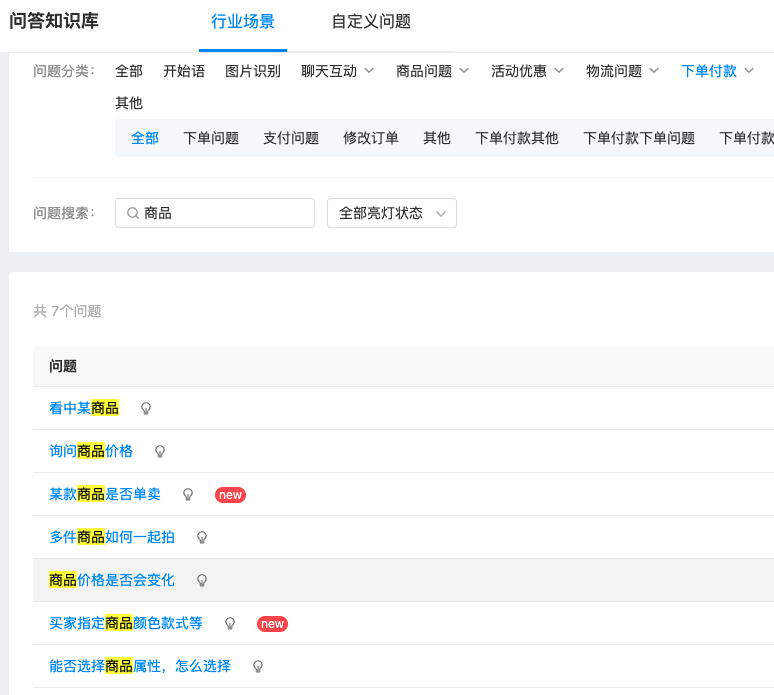 问答知识库 行业场景 自定义问题
问题分类： 全部 开始语 图片识别 聊天互动 商品问题 活动优惠 物流问题 下单付款
其他
全部 下单问题 支付问题 修改订单 其他 下单付款其他 下单付款下单问题 下单付款
问题搜索： 商品 全部亮灯状态
共 7个问题
问题
看中某商品
询问商品价格
某款商品是否单卖 new
多件商品如何一起拍
商品价格是否会变化
买家指定商品颜色款式等 new
能否选择商品属性，怎么选择